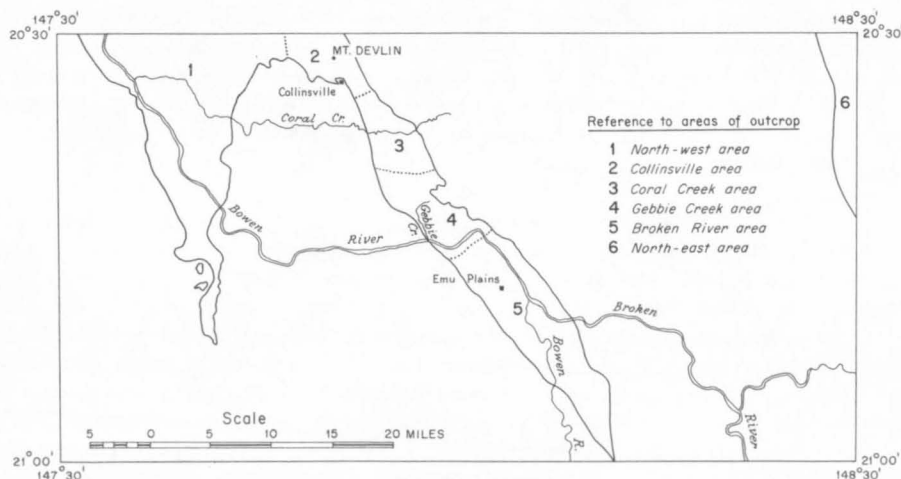 147°30'
148°30'
20°30'
20°30'
2
MT. DEVLIN
1
Collinsville
Coral Cr.
3
6
Reference to areas of outcrop
1 North-west area
2 Collinsville area
3 Coral Creek area
4 Gebbie Creek area
5 Broken River area
6 North-east area
Bowen
River
Gebbie
Cr.
4
Emu Plains
5
Broken
River
Bowen
R.
Scale
5 0 5 10 15 20 MILES
21°00'
21°00'
147°30'
148°30'